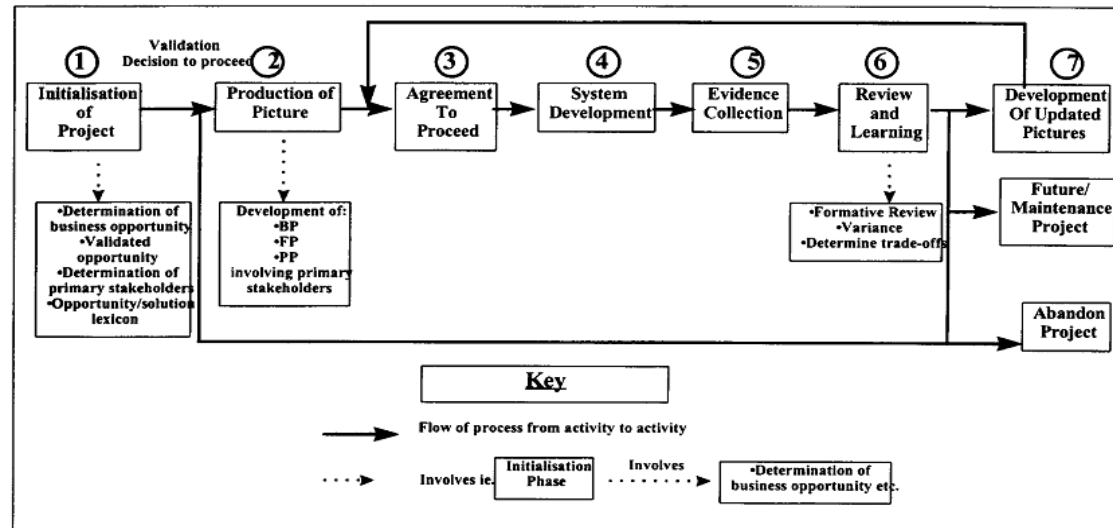 Validation
Decision to proceed
1
2
3
4
5
6
7
Initialisation
of
Project
Production of
Picture
Agreement
To
Proceed
System
Development
Evidence
Collection
Review
and
Learning
Development
Of Updated
Pictures
•Determination of
business opportunity
•Validated
opportunity
•Determination of
primary stakeholders
•Opportunity/solution
lexicon
Development of:
•BP
•FP
•PP
involving primary
stakeholders
•Formative Review
•Variance
•Determine trade-offs
Future/
Maintenance
Project
Abandon
Project
Key
Flow of process from activity to activity
Involves ie.
Initialisation
Phase
Involves
•Determination of
business opportunity etc.